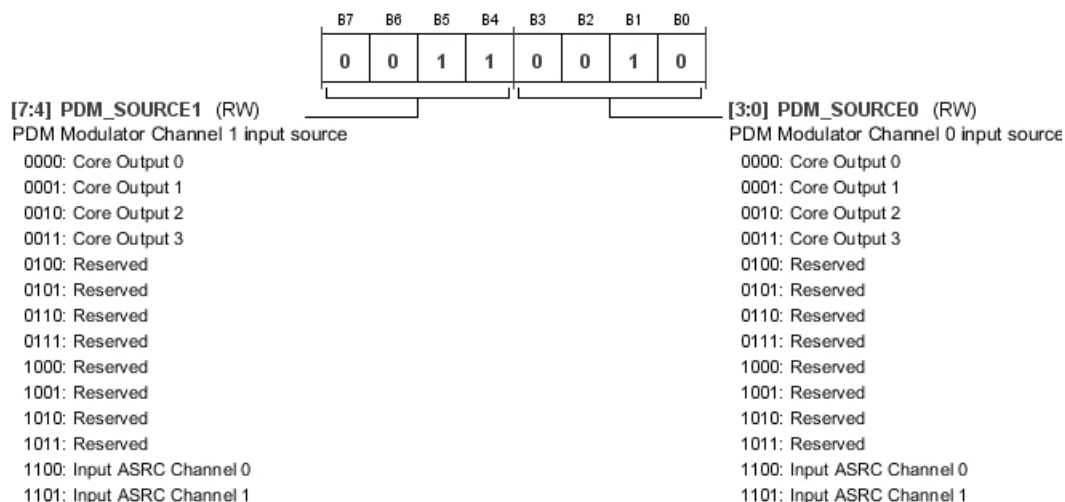 B7 B6 B5 B4 B3 B2 B1 B0
0 0 1 1 0 0 1 0
[7:4] PDM_SOURCE1 (RW)
PDM Modulator Channel 1 input source
0000: Core Output 0
0001: Core Output 1
0010: Core Output 2
0011: Core Output 3
0100: Reserved
0101: Reserved
0110: Reserved
0111: Reserved
1000: Reserved
1001: Reserved
1010: Reserved
1011: Reserved
1100: Input ASRC Channel 0
1101: Input ASRC Channel 1
[3:0] PDM_SOURCE0 (RW)
PDM Modulator Channel 0 input source
0000: Core Output 0
0001: Core Output 1
0010: Core Output 2
0011: Core Output 3
0100: Reserved
0101: Reserved
0110: Reserved
0111: Reserved
1000: Reserved
1001: Reserved
1010: Reserved
1011: Reserved
1100: Input ASRC Channel 0
1101: Input ASRC Channel 1